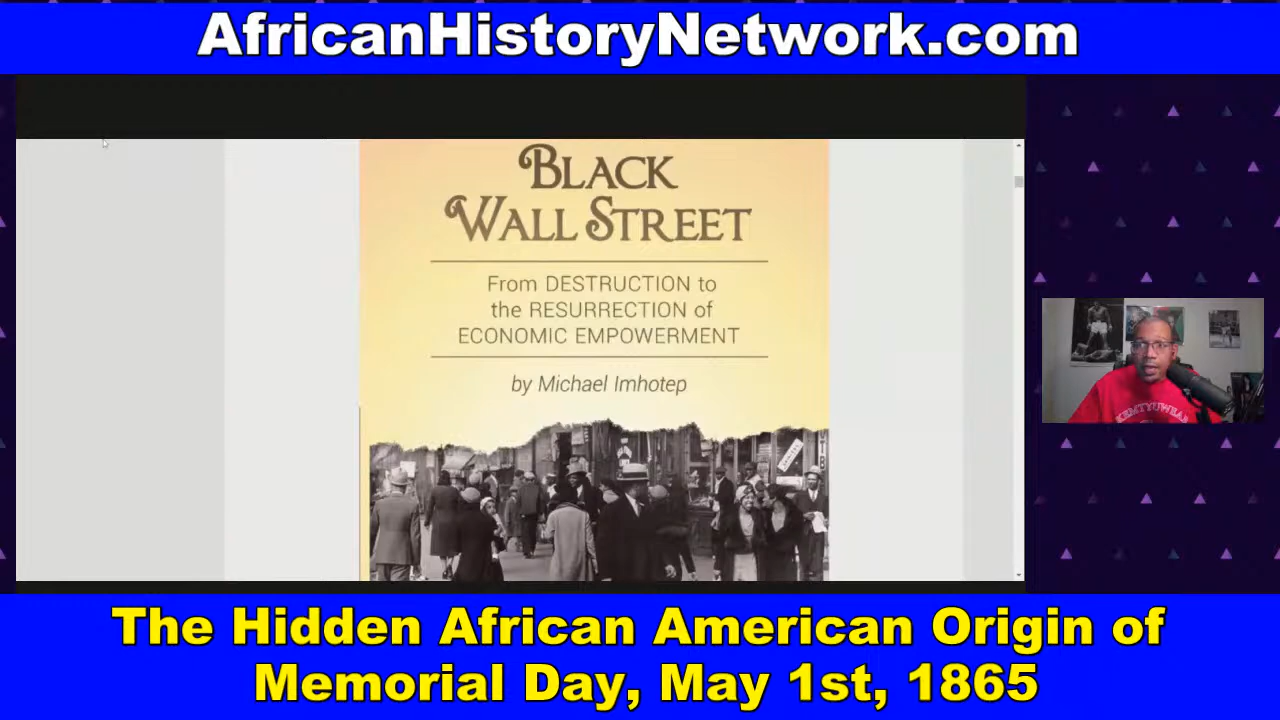 AfricanHistoryNetwork.com
BLACK
WALL STREET
From DESTRUCTION to
the RESURRECTION of
ECONOMIC EMPOWERMENT
by Michael Imhotep
The Hidden African American Origin of
Memorial Day, May 1st, 1865